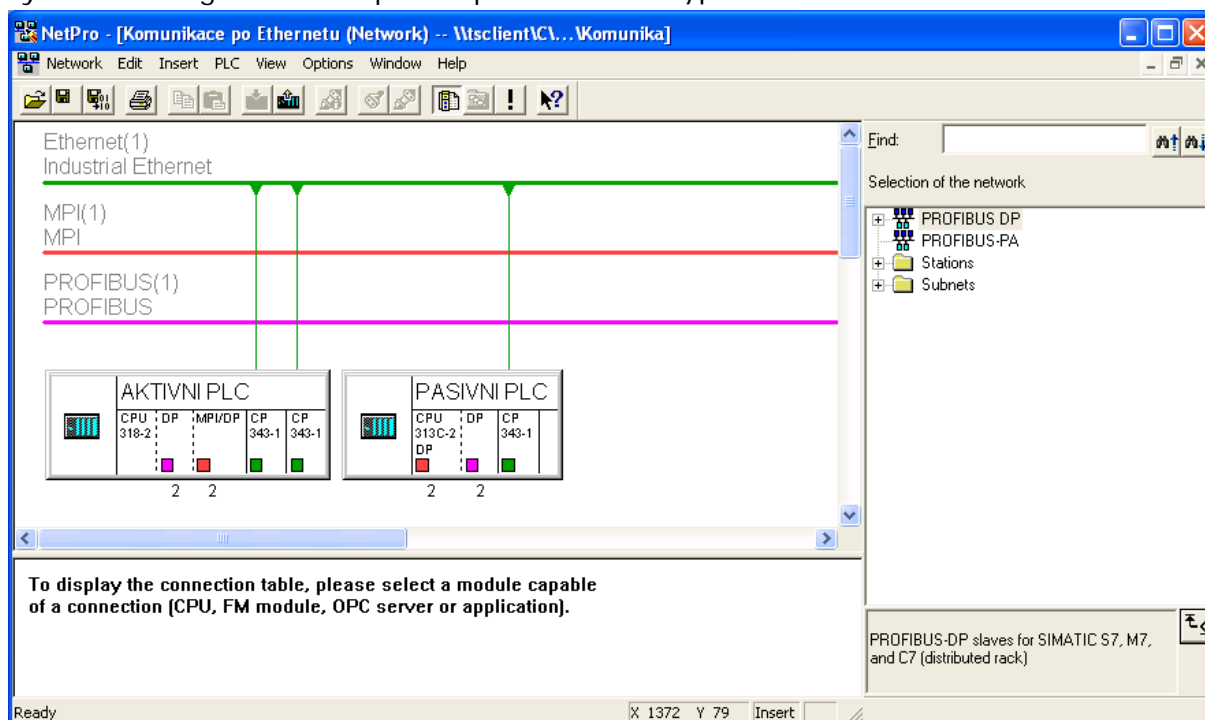 NetPro - [Komunikace po Ethernetu (Network) -- \\tsclient\C\...\Komunika]
Network Edit Insert PLC View Options Window Help
Ethernet(1)
Industrial Ethernet
MPI(1)
MPI
PROFIBUS(1)
PROFIBUS
AKTIVNI PLC
CPU 318-2
DP
MPI/DP
CP 343-1
CP 343-1
2 2
PASIVNI PLC
CPU 313C-2 DP
DP
CP 343-1
2 2
Find:
Selection of the network
PROFIBUS DP
PROFIBUS-PA
Stations
Subnets
To display the connection table, please select a module capable
of a connection (CPU, FM module, OPC server or application).
PROFIBUS-DP slaves for SIMATIC S7, M7,
and C7 (distributed rack)
Ready
X 1372 Y 79
Insert